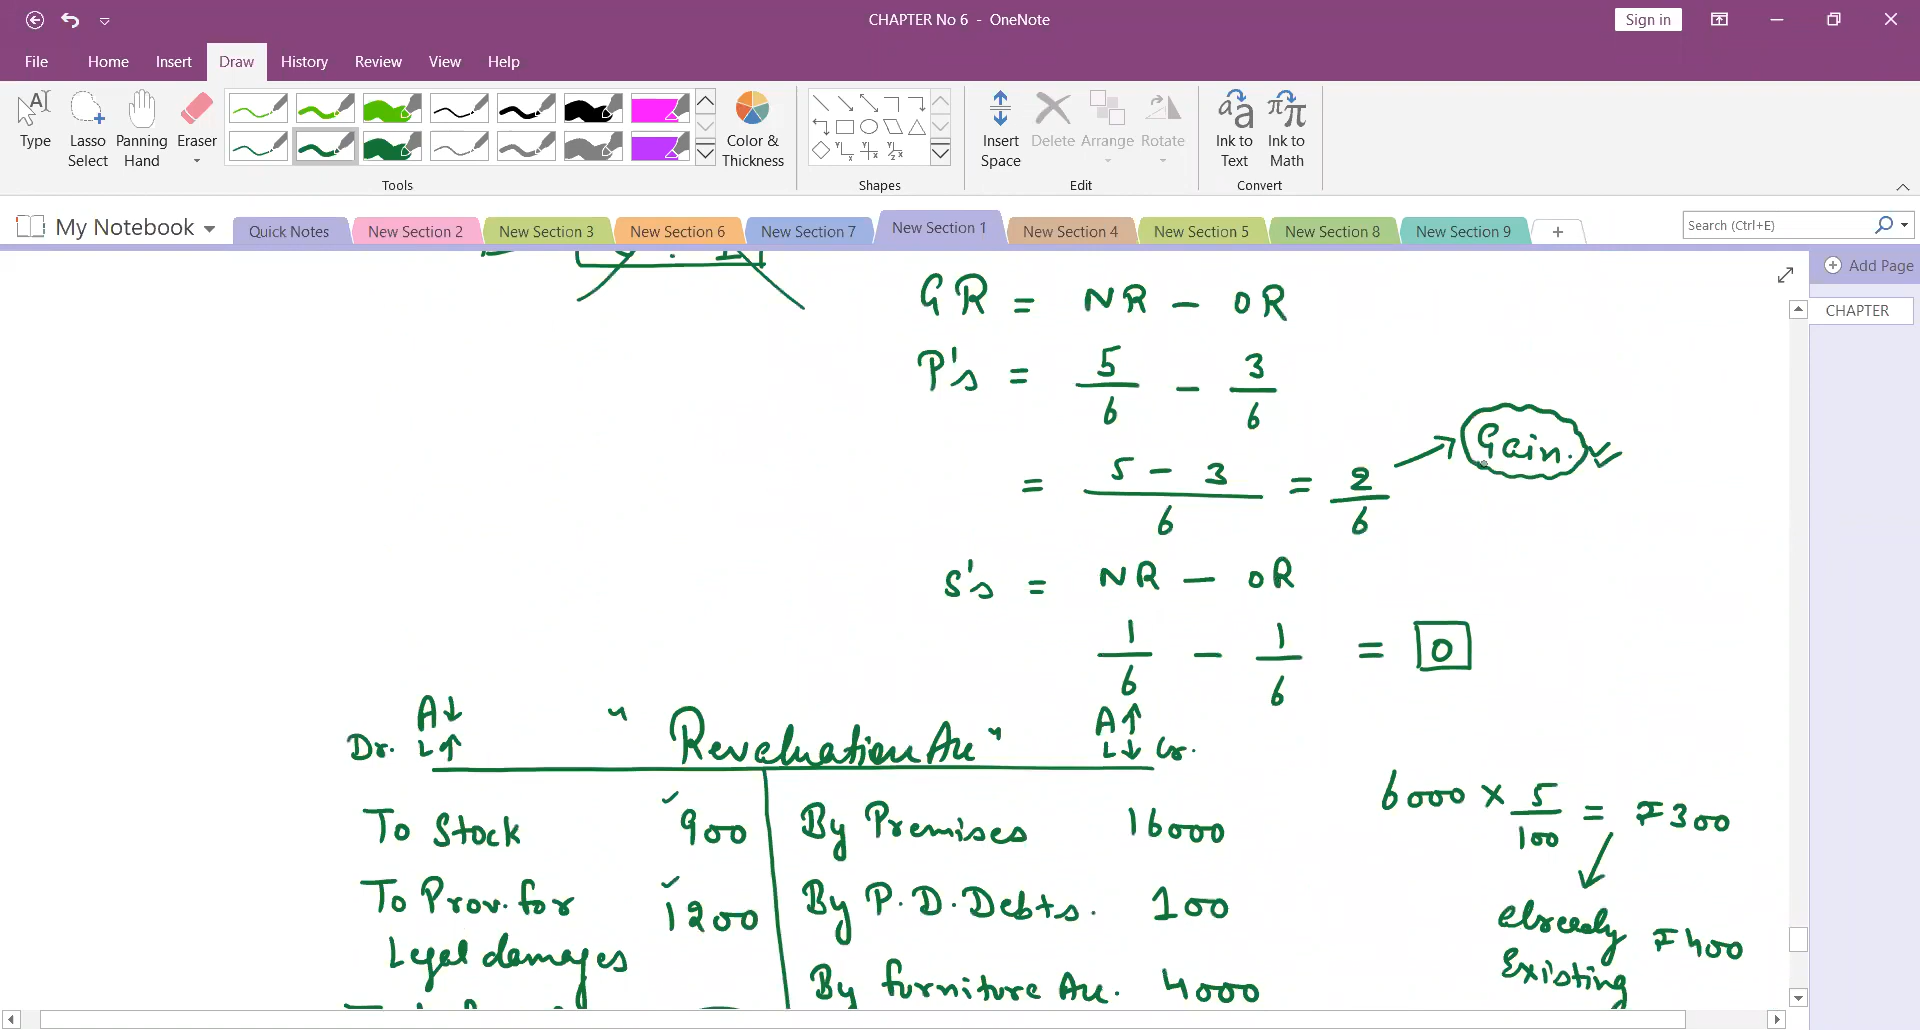 CHAPTER No 6 - OneNote
Sign in
File Home Insert Draw History Review View Help
Type
Lasso Select
Panning Hand
Eraser
Color & Thickness
Insert Space
Delete
Arrange
Rotate
Ink to Text
Ink to Math
Tools
Shapes
Edit
Convert
My Notebook
Quick Notes
New Section 2
New Section 3
New Section 6
New Section 7
New Section 1
New Section 4
New Section 5
New Section 8
New Section 9
Search (Ctrl+E)
Add Page
CHAPTER
GR = NR - OR
P's = 5/6 - 3/6
= 5 - 3 / 6 = 2/6 → Gain.
S's = NR - OR
1/6 - 1/6 = 0
A↓ A↑
Dr. L↑ "Revaluation Acc" L↓ Cr.
To Stock 900 By Premises 16000
6000 × 5/100 = ₹300
To Prov. for 1200 By P.D.Debts. 100
Legal damages
already ₹400
Existing
By furniture Acc. 4000